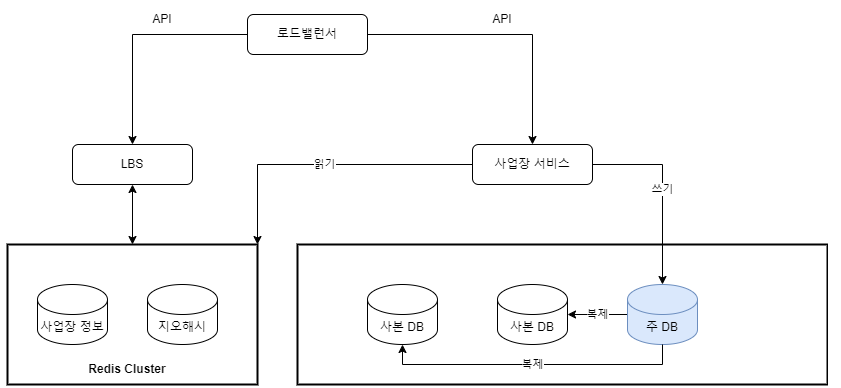 API
API
로드밸런서
LBS
읽기
사업장 서비스
쓰기
사업장 정보
지오해시
사본 DB
사본 DB
복제
주 DB
복제
Redis Cluster